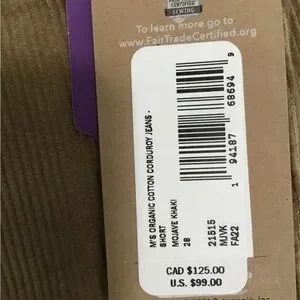 CERTIFIED
SEWING
To learn more go to
www.FairTradeCertified.org
M'S ORGANIC COTTON CORDUROY JEANS -
SHORT
MOJAVE KHAKI
28
21515
MJVK
FA22
1 94187 68694 9
CAD $125.00
U.S. $99.00